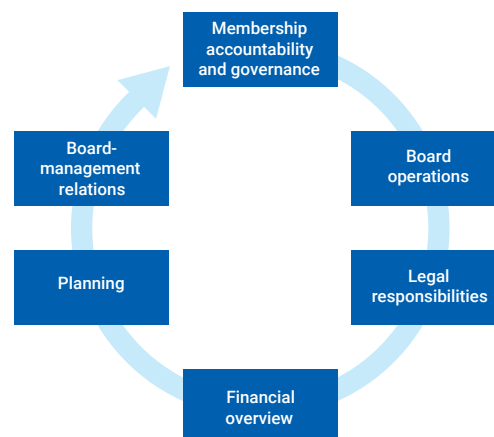 Membership
accountability
and governance
Board
operations
Legal
responsibilities
Financial
overview
Planning
Board-
management
relations